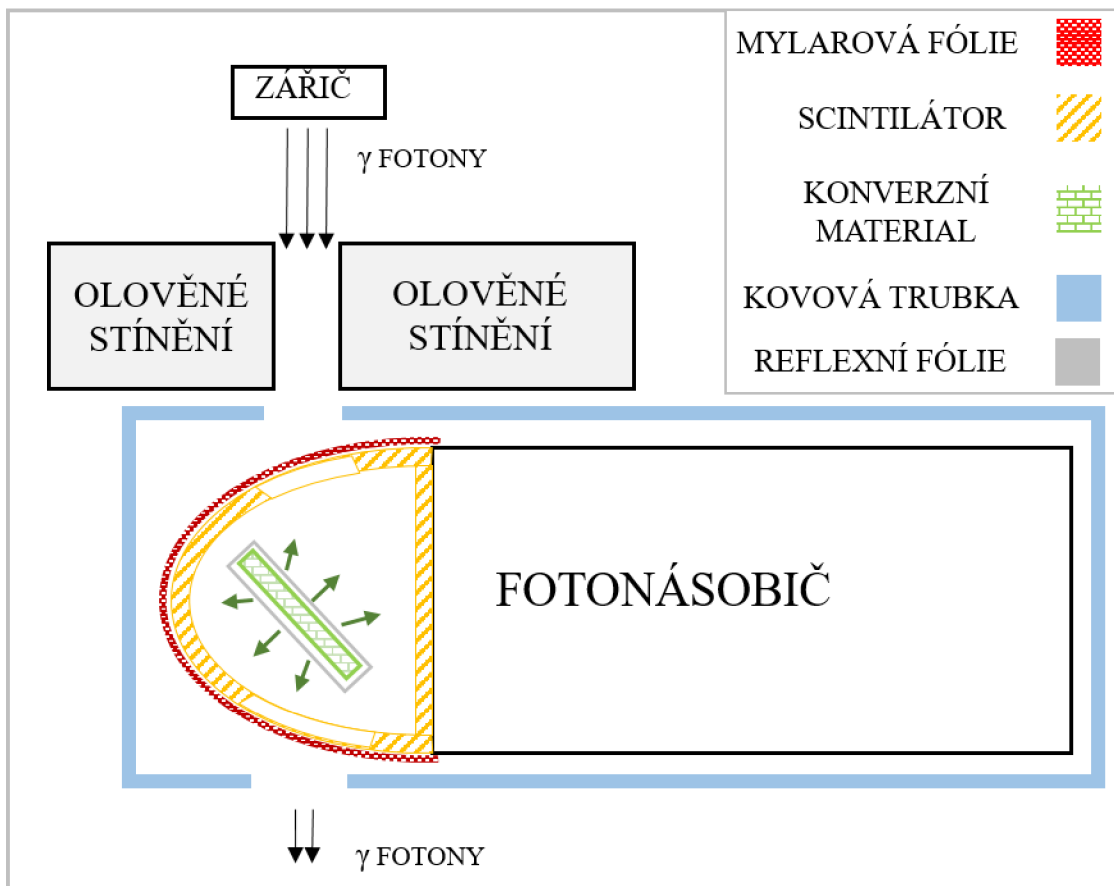 ZÁŘIČ
γ FOTONY
OLOVĚNÉ
STÍNĚNÍ
OLOVĚNÉ
STÍNĚNÍ
MYLAROVÁ FÓLIE
SCINTILÁTOR
KONVERZNÍ
MATERIAL
KOVOVÁ TRUBKA
REFLEXNÍ FÓLIE
FOTONÁSOBIČ
γ FOTONY